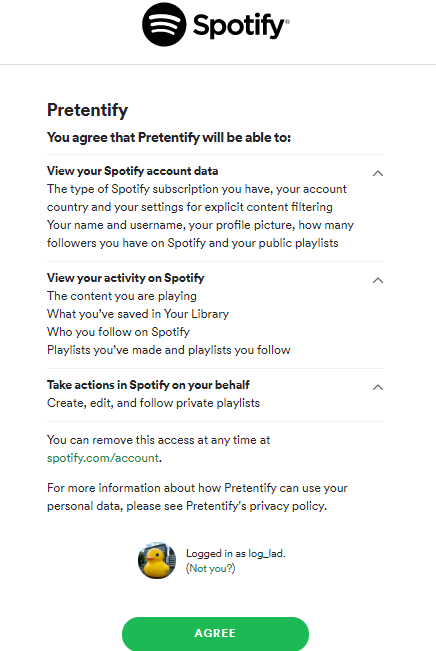 Spotify®
Pretentify
You agree that Pretentify will be able to:
View your Spotify account data
The type of Spotify subscription you have, your account
country and your settings for explicit content filtering
Your name and username, your profile picture, how many
followers you have on Spotify and your public playlists
View your activity on Spotify
The content you are playing
What you've saved in Your Library
Who you follow on Spotify
Playlists you've made and playlists you follow
Take actions in Spotify on your behalf
Create, edit, and follow private playlists
You can remove this access at any time at
spotify.com/account.
For more information about how Pretentify can use your
personal data, please see Pretentify's privacy policy.
Logged in as log_lad.
(Not you?)
AGREE